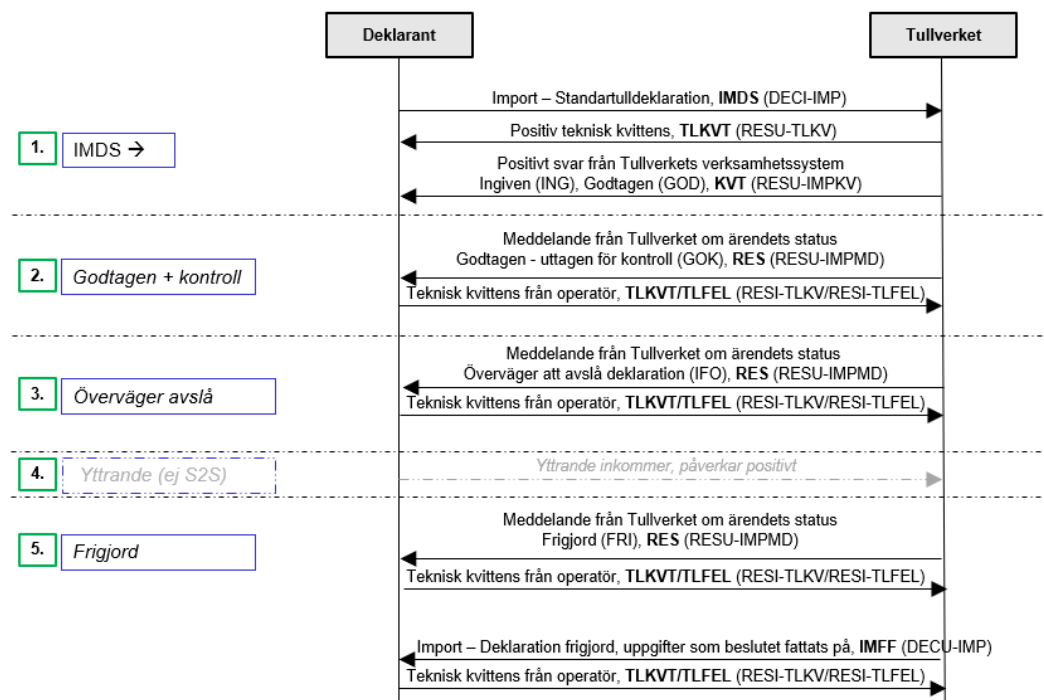 Deklarant
Tullverket
Import – Standartulldeklaration, IMDS (DECI-IMP)
Positiv teknisk kvittens, TLKVT (RESU-TLKV)
1.
IMDS →
Positivt svar från Tullverkets verksamhetssystem
Ingiven (ING), Godtagen (GOD), KVT (RESU-IMPKV)
Meddelande från Tullverket om ärendets status
Godtagen - uttagen för kontroll (GOK), RES (RESU-IMPMD)
2.
Godtagen + kontroll
Teknisk kvittens från operatör, TLKVT/TLFEL (RESI-TLKV/RESI-TLFEL)
Meddelande från Tullverket om ärendets status
Överväger att avslå deklaration (IFO), RES (RESU-IMPMD)
3.
Överväger avslå
Teknisk kvittens från operatör, TLKVT/TLFEL (RESI-TLKV/RESI-TLFEL)
4.
Yttrande (ej S2S)
Yttrande inkommer, påverkar positivt
Meddelande från Tullverket om ärendets status
Frigjord (FRI), RES (RESU-IMPMD)
5.
Frigjord
Teknisk kvittens från operatör, TLKVT/TLFEL (RESI-TLKV/RESI-TLFEL)
Import – Deklaration frigjord, uppgifter som beslutet fattats på, IMFF (DECU-IMP)
Teknisk kvittens från operatör, TLKVT/TLFEL (RESI-TLKV/RESI-TLFEL)